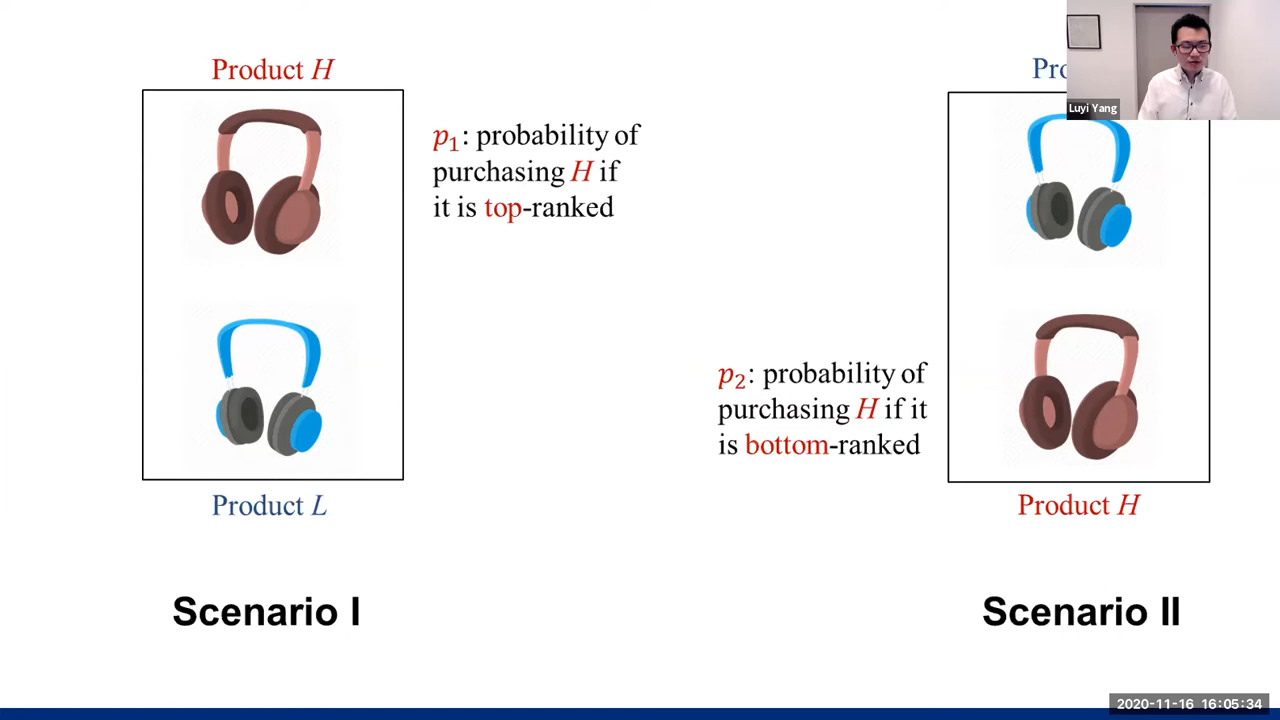 Product H
p₁: probability of
purchasing H if
it is top-ranked
Product L
Scenario I
Luyi Yang
p₂: probability of
purchasing H if it
is bottom-ranked
Product H
Scenario II
2020-11-16 16:05:34